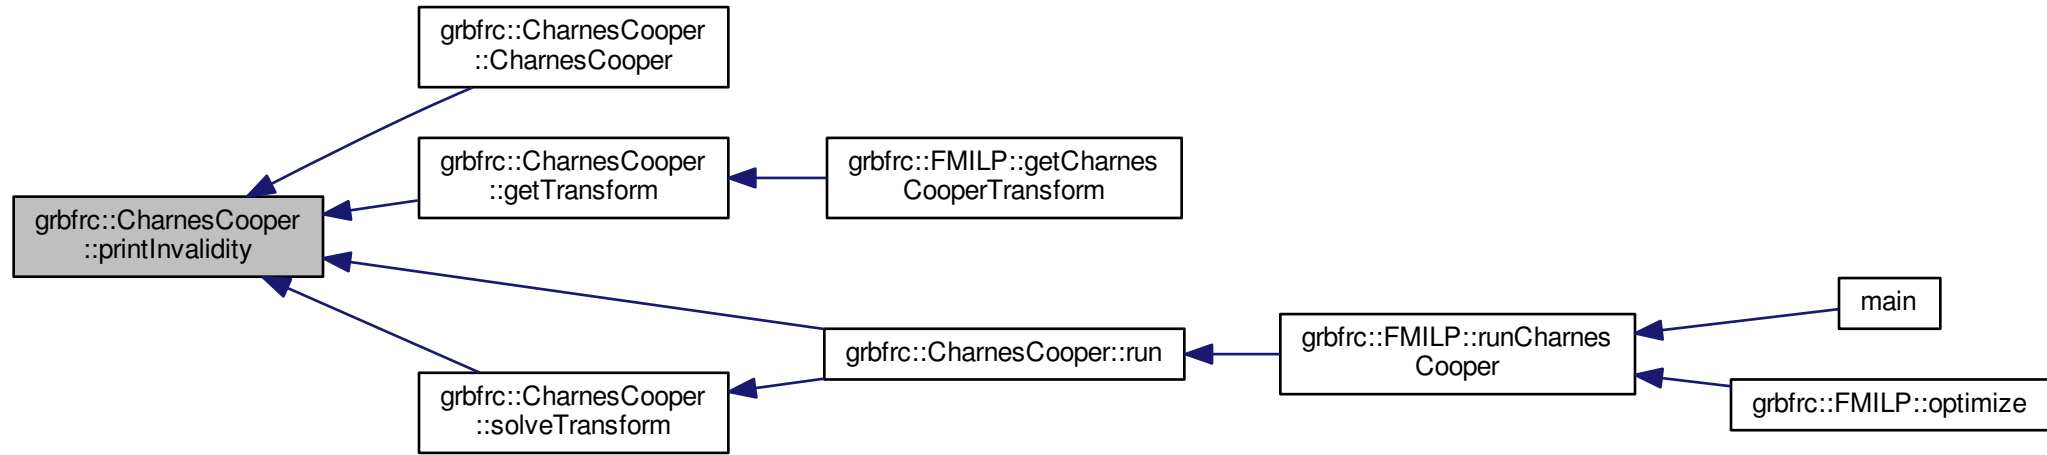 grbfrc::CharnesCooper
::CharnesCooper
grbfrc::CharnesCooper
::getTransform
grbfrc::FMILP::getCharnes
CooperTransform
grbfrc::CharnesCooper
::printInvalidity
main
grbfrc::FMILP::runCharnes
Cooper
grbfrc::CharnesCooper::run
grbfrc::CharnesCooper
::solveTransform
grbfrc::FMILP::optimize